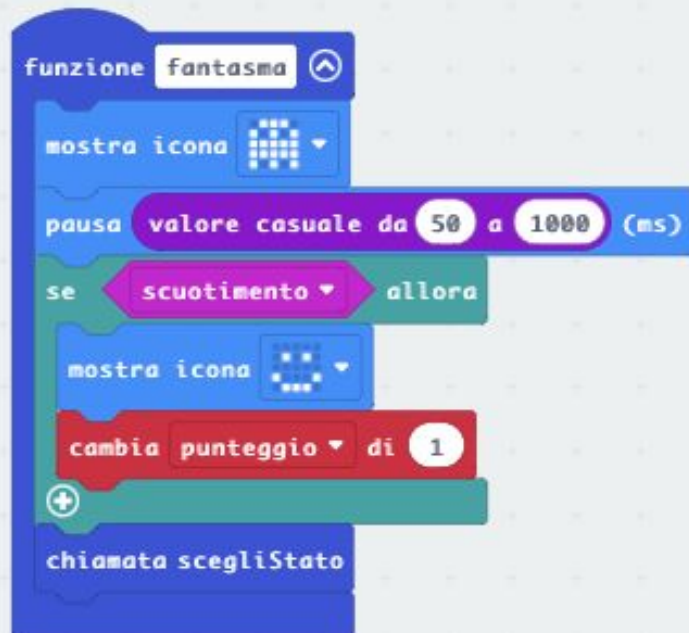 funzione fantasma
mostra icona
pausa valore casuale da 50 a 1000 (ms)
se scuotimento allora
mostra icona
cambia punteggio di 1
chiamata scegliStato